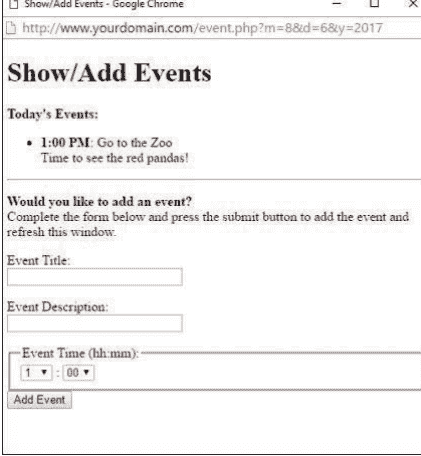 Show/Add Events - Google Chrome
http://www.yourdomain.com/event.php?m=8&d=6&y=2017
Show/Add Events
Today's Events:
• 1:00 PM: Go to the Zoo
Time to see the red pandas!
Would you like to add an event?
Complete the form below and press the submit button to add the event and
refresh this window.
Event Title:
Event Description:
Event Time (hh:mm):
1 : 00
Add Event